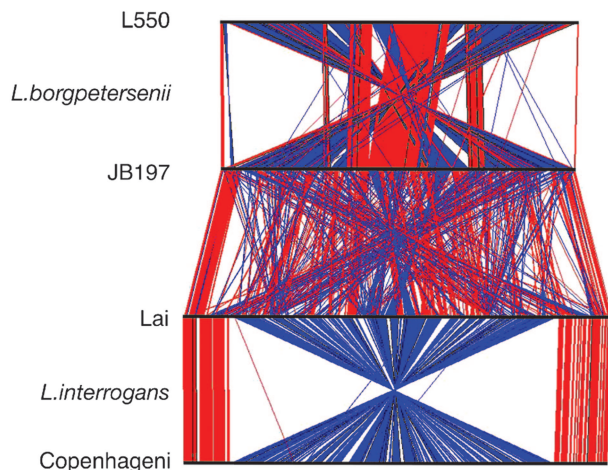 L550
L.borgpetersenii
JB197
Lai
L.interrogans
Copenhageni